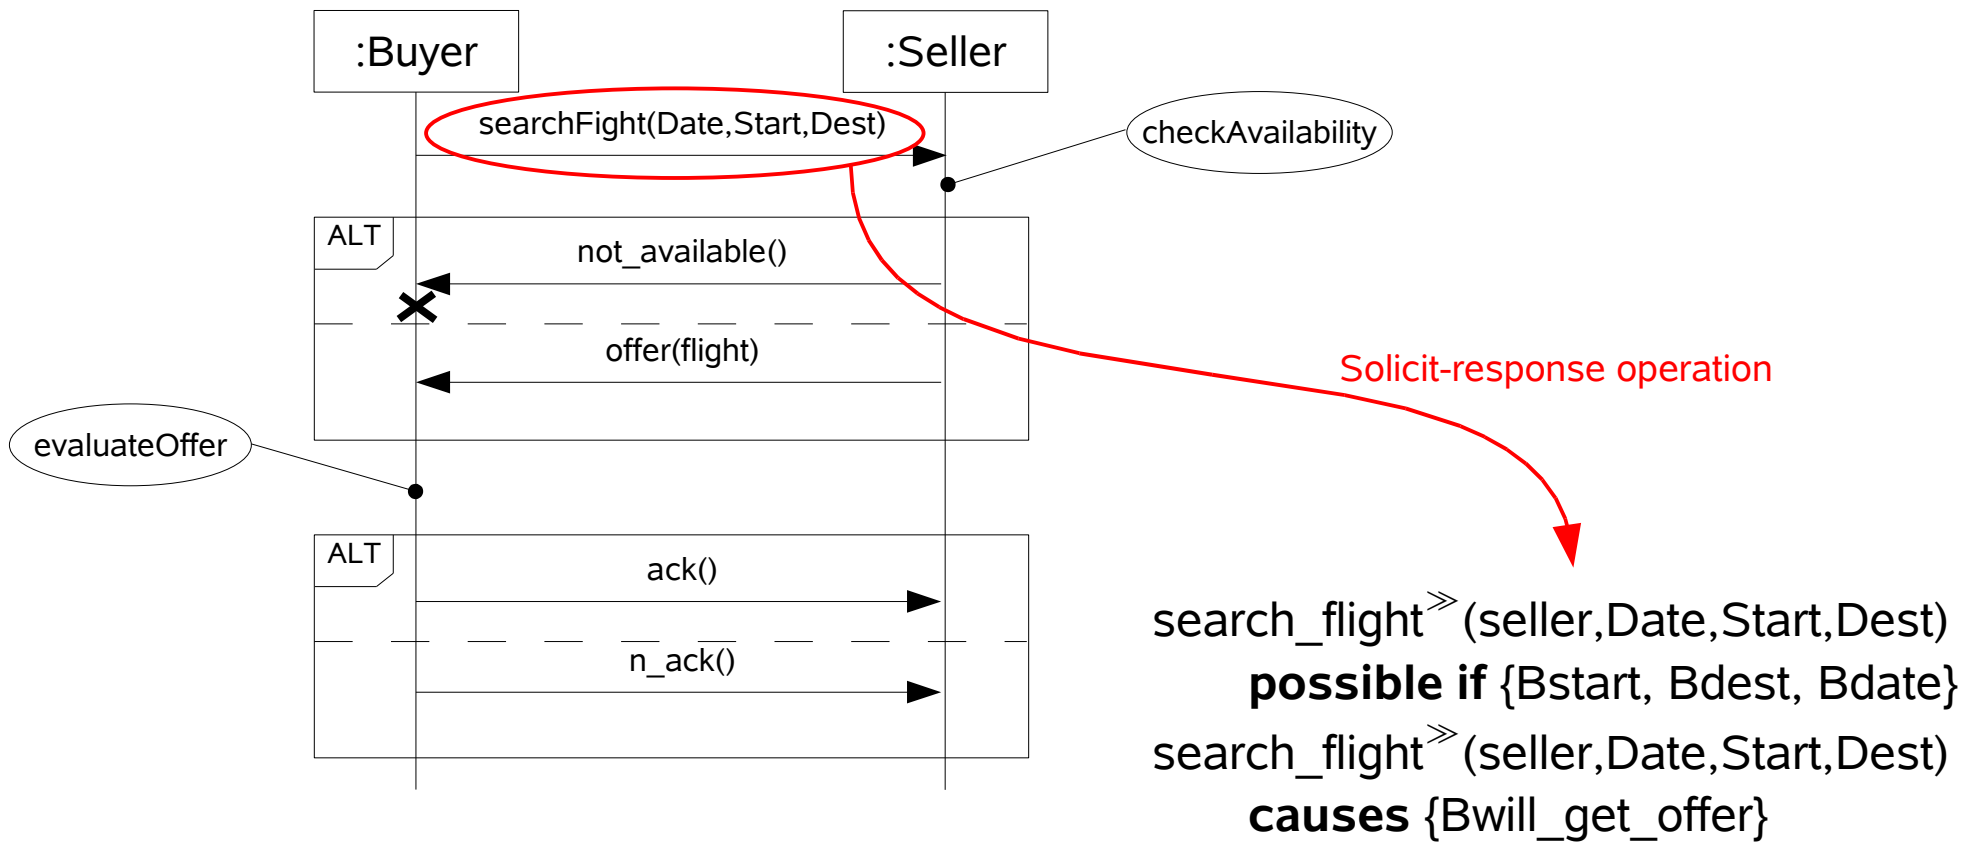 :Buyer
:Seller
searchFight(Date,Start,Dest)
checkAvailability
ALT
not_available()
offer(flight)
Solicit-response operation
evaluateOffer
ALT
ack()
n_ack()
search_flight≫(seller,Date,Start,Dest)
possible if {Bstart, Bdest, Bdate}
search_flight≫(seller,Date,Start,Dest)
causes {Bwill_get_offer}